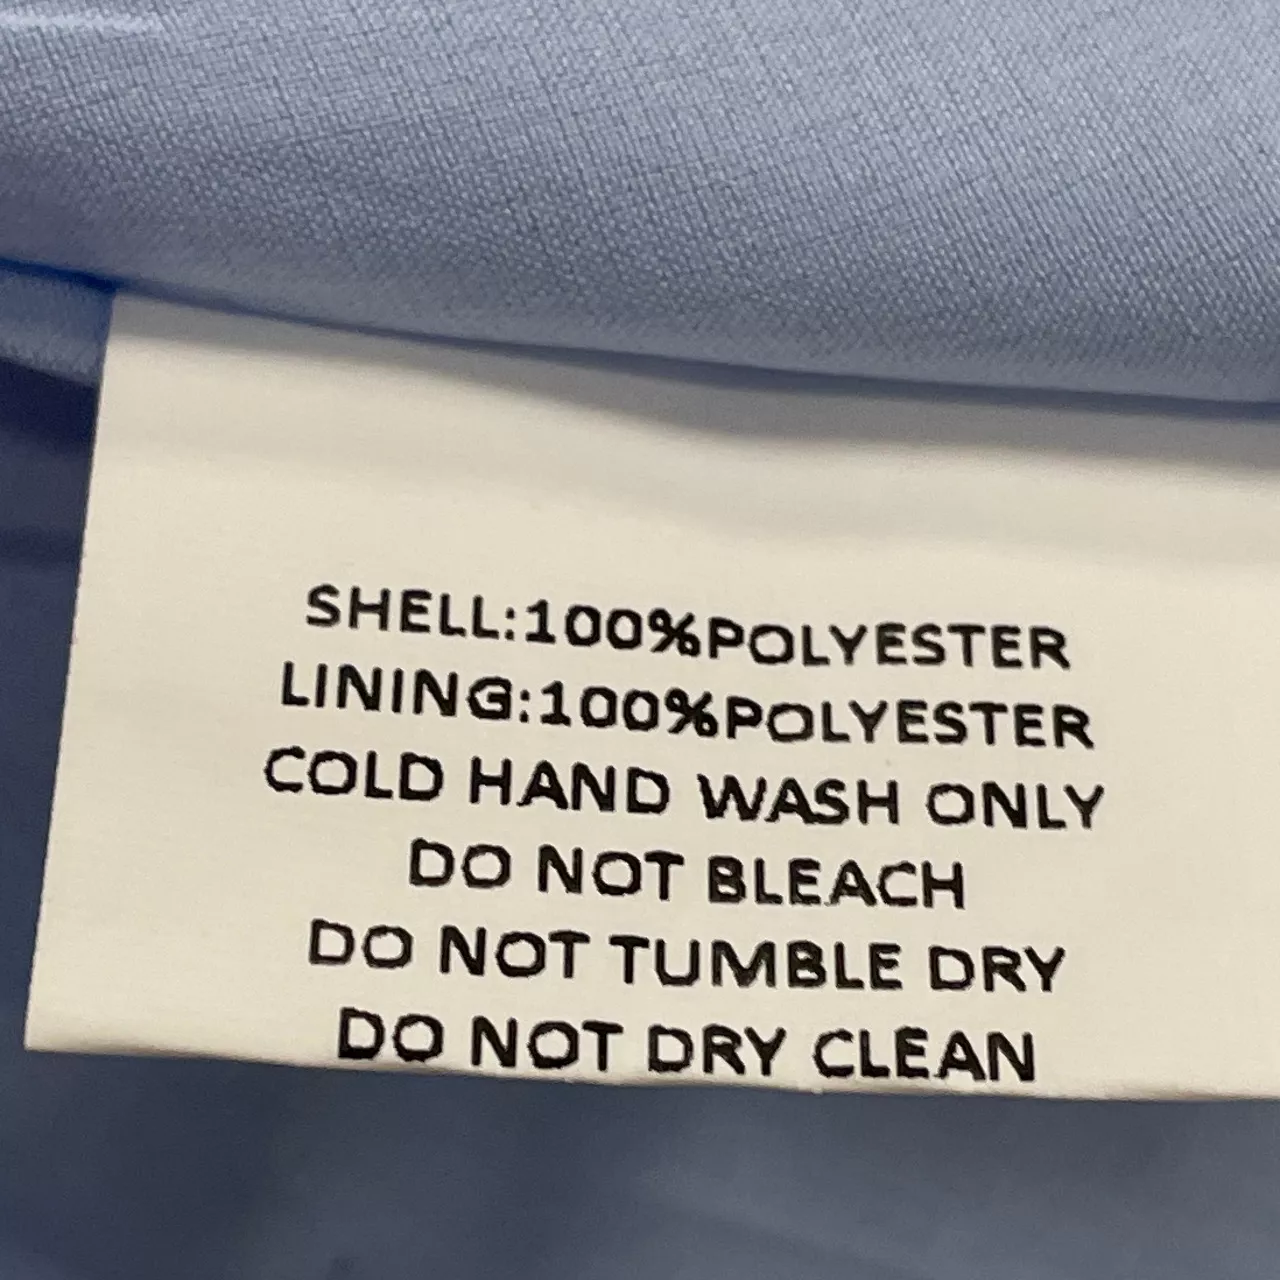 SHELL:100%POLYESTER
LINING:100%POLYESTER
COLD HAND WASH ONLY
DO NOT BLEACH
DO NOT TUMBLE DRY
DO NOT DRY CLEAN